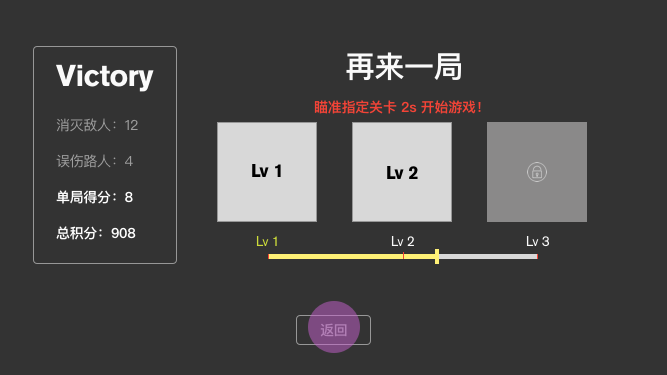 Victory
消灭敌人：12
误伤路人：4
单局得分：8
总积分：908
再来一局
瞄准指定关卡 2s 开始游戏！
Lv 1
Lv 2
Lv 1
Lv 2
Lv 3
返回